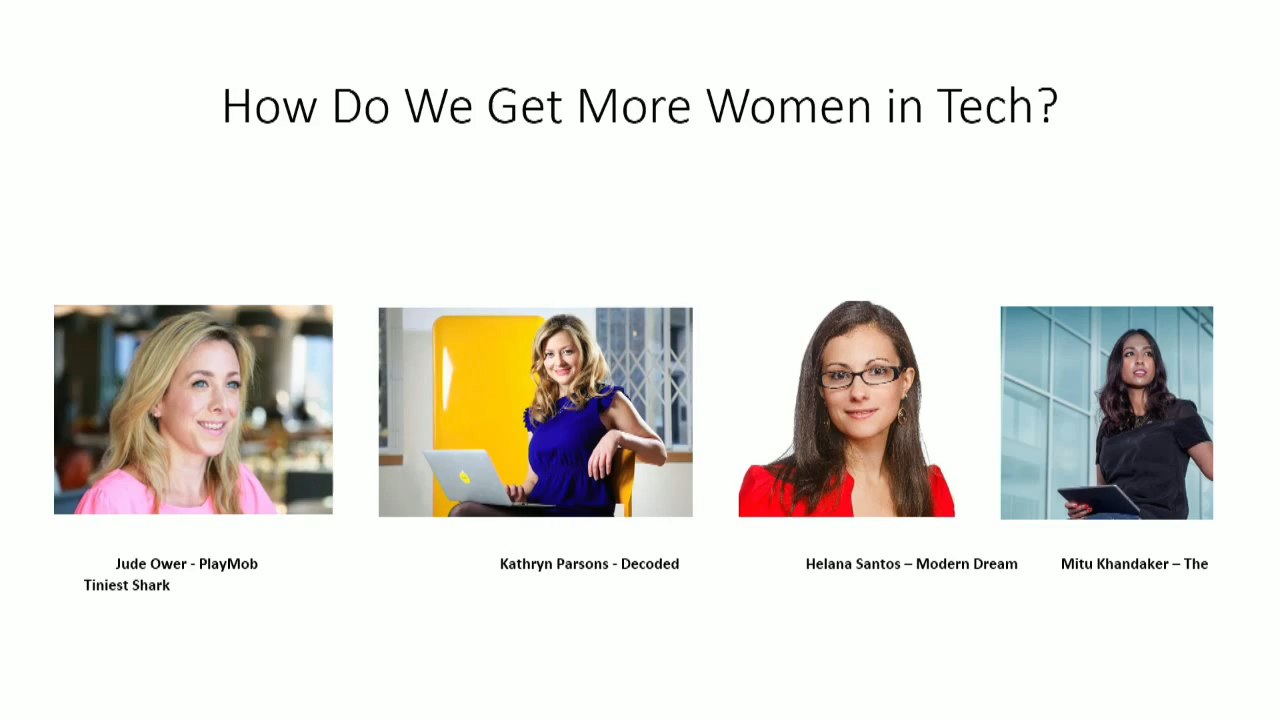 How Do We Get More Women in Tech?
Jude Ower - PlayMob Kathryn Parsons - Decoded Helana Santos – Modern Dream Mitu Khandaker – The
Tiniest Shark